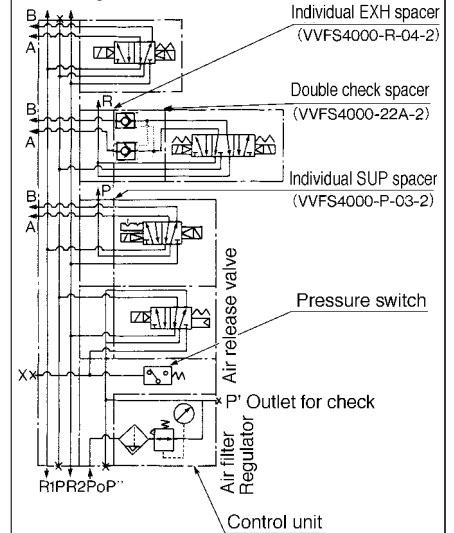 B
A
Individual EXH spacer
(VVFS4000-R-04-2)
R
B
A
Double check spacer
(VVFS4000-22A-2)
P
B
A
Individual SUP spacer
(VVFS4000-P-03-2)
Air release valve
Pressure switch
X
P' Outlet for check
Air filter
Regulator
R1PR2PoP''
Control unit